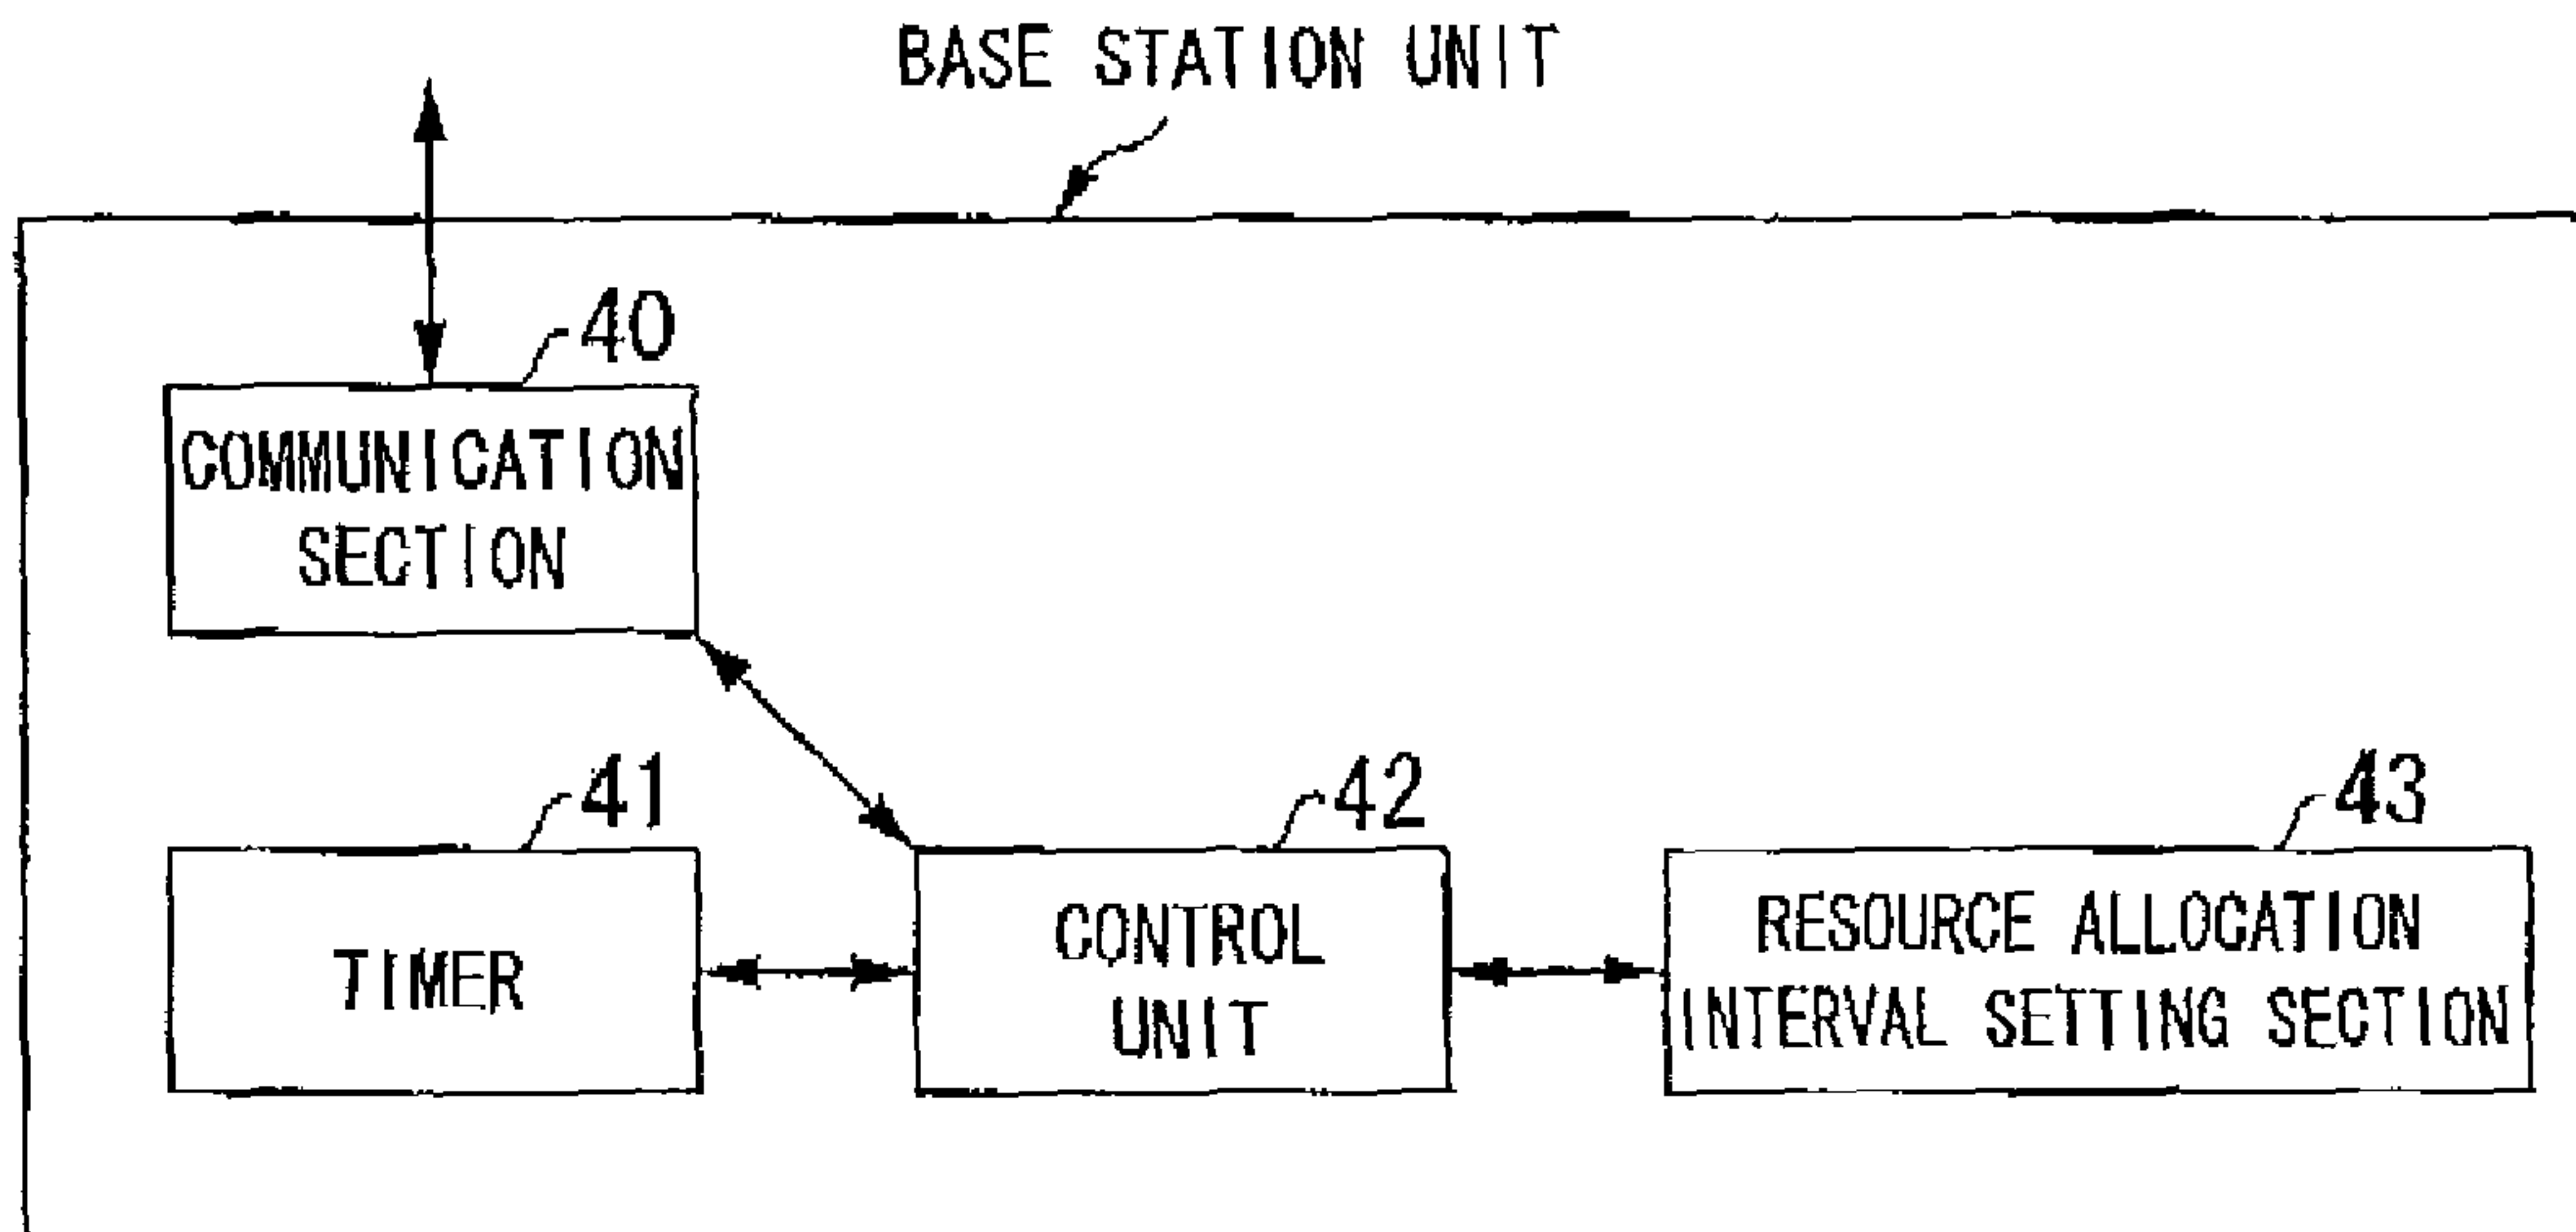 BASE STATION UNIT
40
COMMUNICATION
SECTION
41
TIMER
42
CONTROL
UNIT
43
RESOURCE ALLOCATION
INTERVAL SETTING SECTION